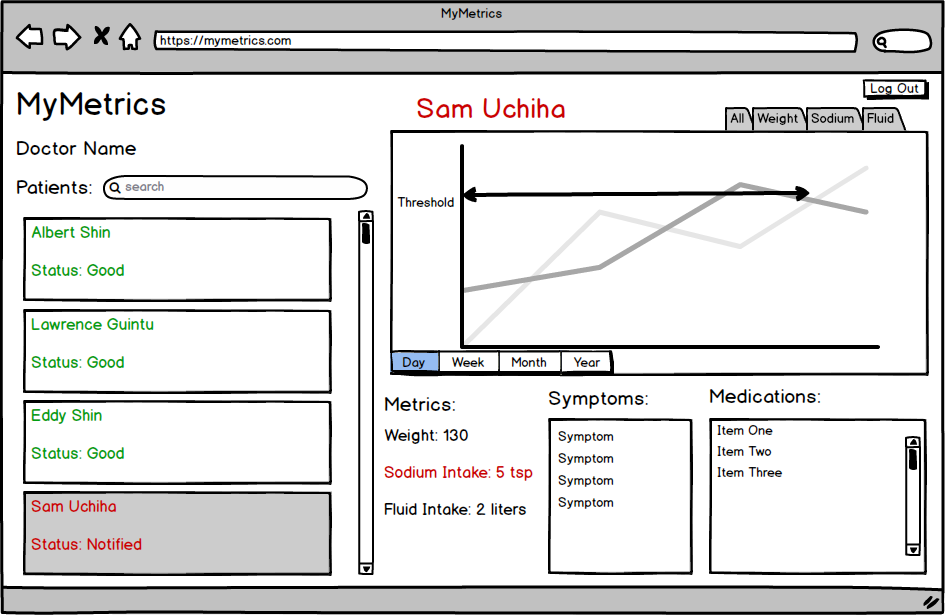 MyMetrics
https://mymetrics.com
Log Out
MyMetrics
Doctor Name
Patients: search
Albert Shin
Status: Good
Lawrence Guintu
Status: Good
Eddy Shin
Status: Good
Sam Uchiha
Status: Notified
Sam Uchiha
All Weight Sodium Fluid
Threshold
Day Week Month Year
Metrics:
Weight: 130
Sodium Intake: 5 tsp
Fluid Intake: 2 liters
Symptoms:
Symptom
Symptom
Symptom
Symptom
Medications:
Item One
Item Two
Item Three